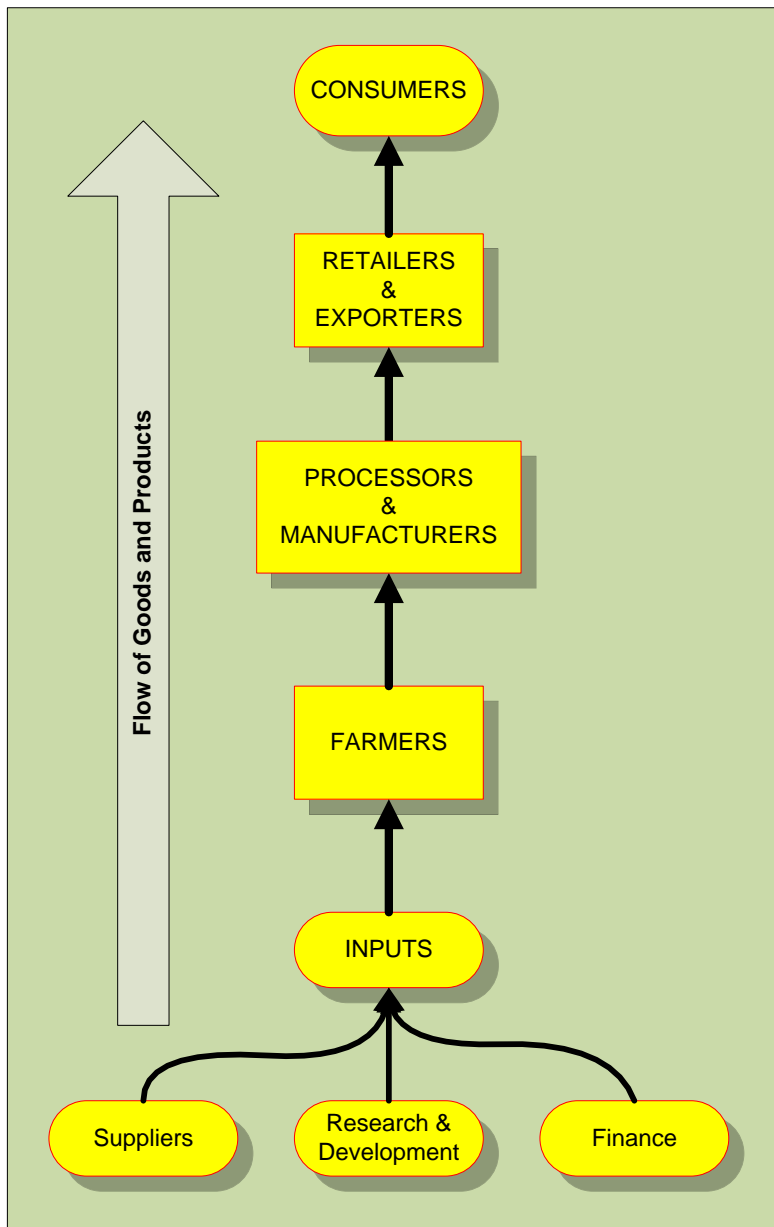 CONSUMERS
RETAILERS
&
EXPORTERS
PROCESSORS
&
MANUFACTURERS
Flow of Goods and Products
FARMERS
INPUTS
Suppliers
Research &
Development
Finance